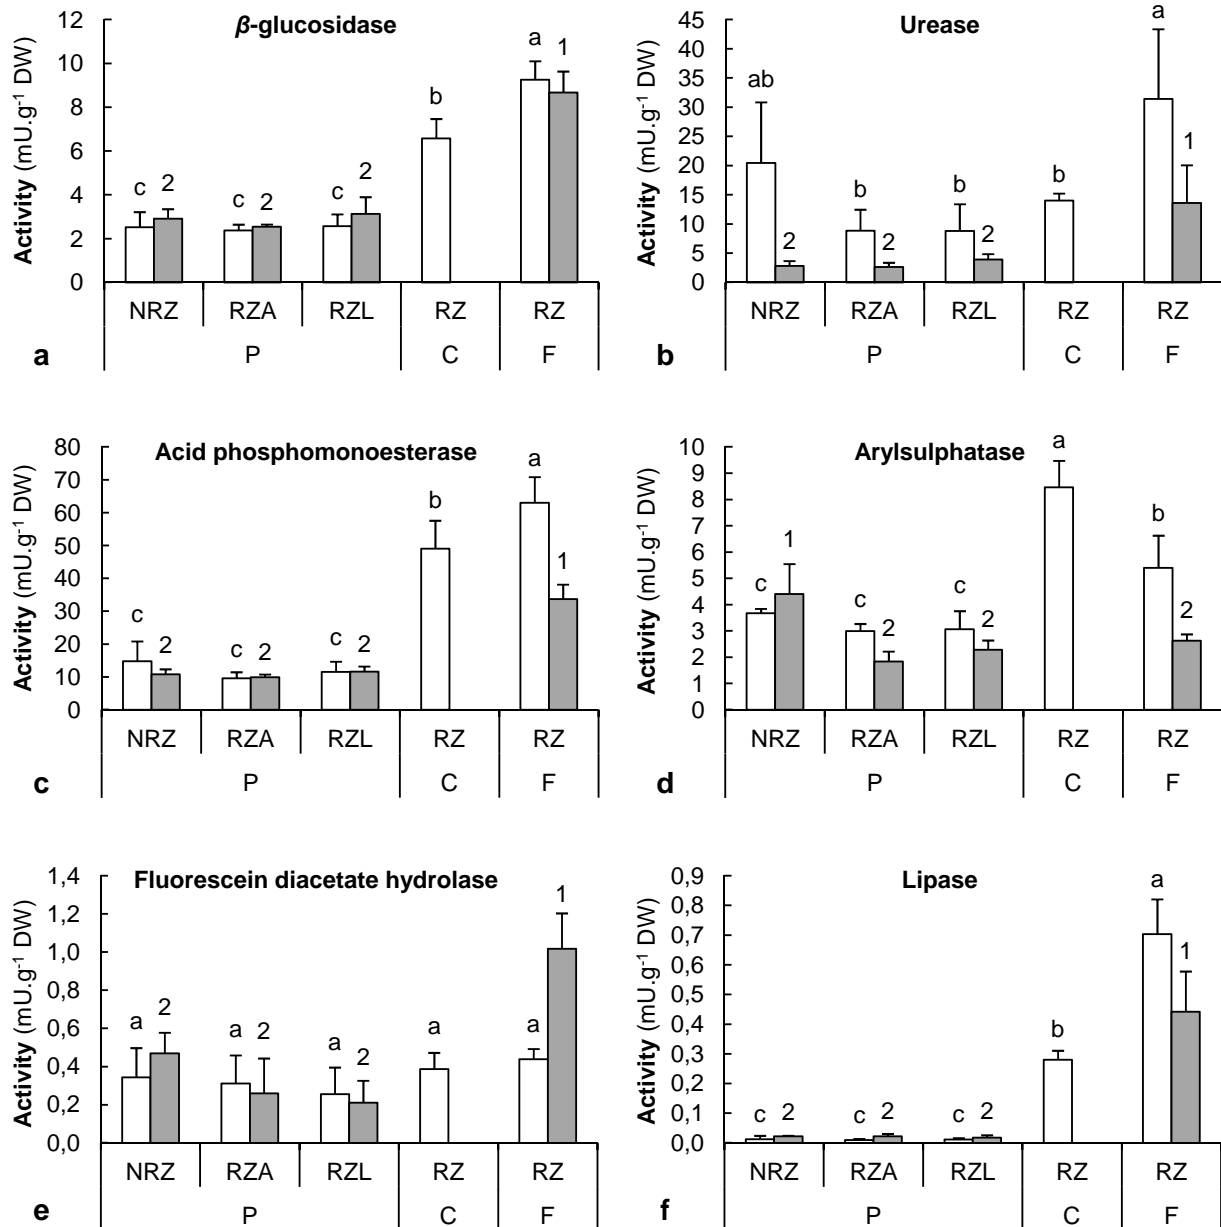 β-glucosidase
Activity (mU.g⁻¹ DW)
12
10
8
6
4
2
0
c 2 c 2 c 2 b a 1
NRZ RZA RZL RZ RZ
P C F
a
Urease
Activity (mU.g⁻¹ DW)
45
40
35
30
25
20
15
10
5
0
ab 2 b 2 b 2 b a 1
NRZ RZA RZL RZ RZ
P C F
b
Acid phosphomonoesterase
Activity (mU.g⁻¹ DW)
80
70
60
50
40
30
20
10
0
c 2 c 2 c 2 b a 1
NRZ RZA RZL RZ RZ
P C F
c
Arylsulphatase
Activity (mU.g⁻¹ DW)
10
9
8
7
6
5
4
3
2
1
0
c 1 c 2 c 2 a b 2
NRZ RZA RZL RZ RZ
P C F
d
Fluorescein diacetate hydrolase
Activity (mU.g⁻¹ DW)
1,4
1,2
1,0
0,8
0,6
0,4
0,2
0,0
a 2 a 2 a 2 a a 1
NRZ RZA RZL RZ RZ
P C F
e
Lipase
Activity (mU.g⁻¹ DW)
0,9
0,8
0,7
0,6
0,5
0,4
0,3
0,2
0,1
0,0
c 2 c 2 c 2 b a 1
NRZ RZA RZL RZ RZ
P C F
f